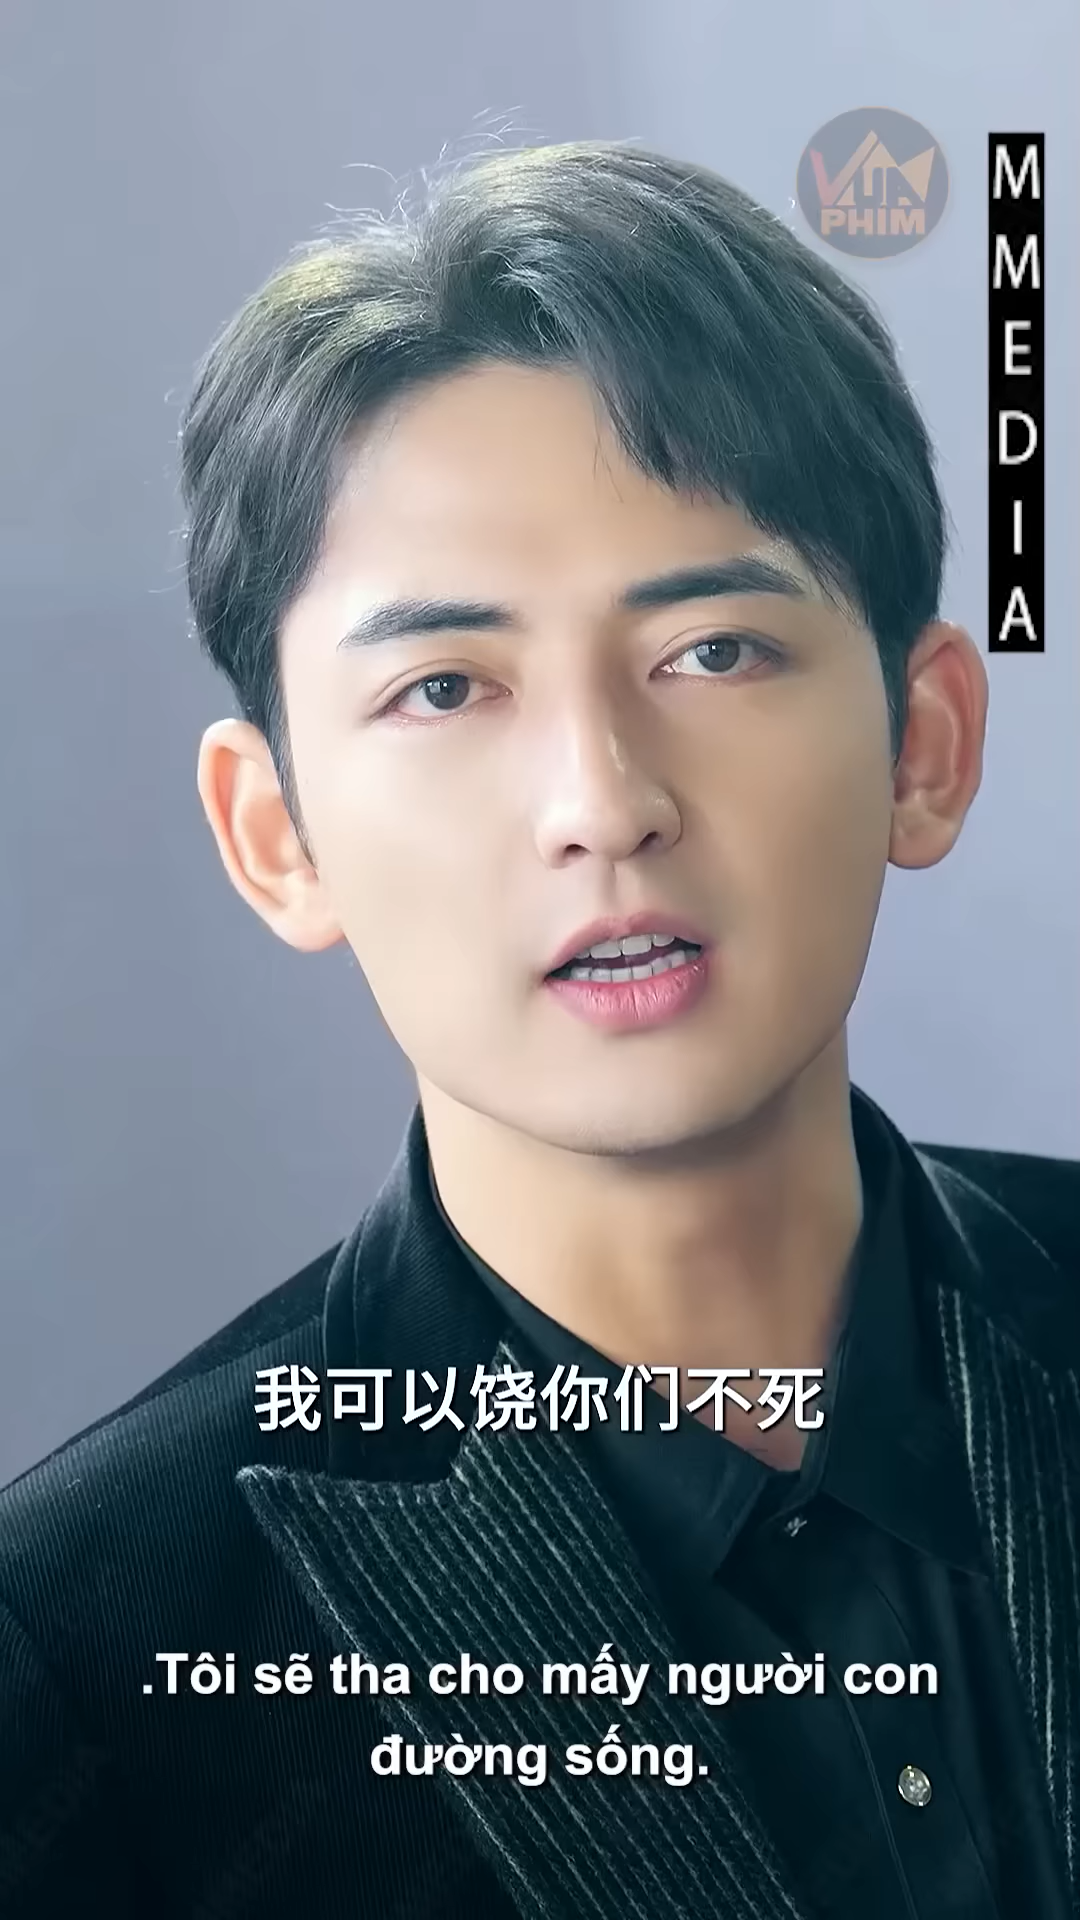 VUA
PHIM
MMEDIA
我可以饶你们不死
.Tôi sẽ tha cho mấy người con
đường sống.